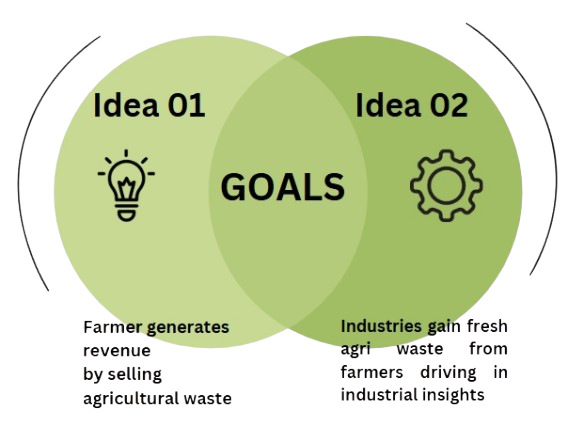 Idea 01
Idea 02
GOALS
Farmer generates
revenue
by selling
agricultural waste
Industries gain fresh
agri waste from
farmers driving in
industrial insights